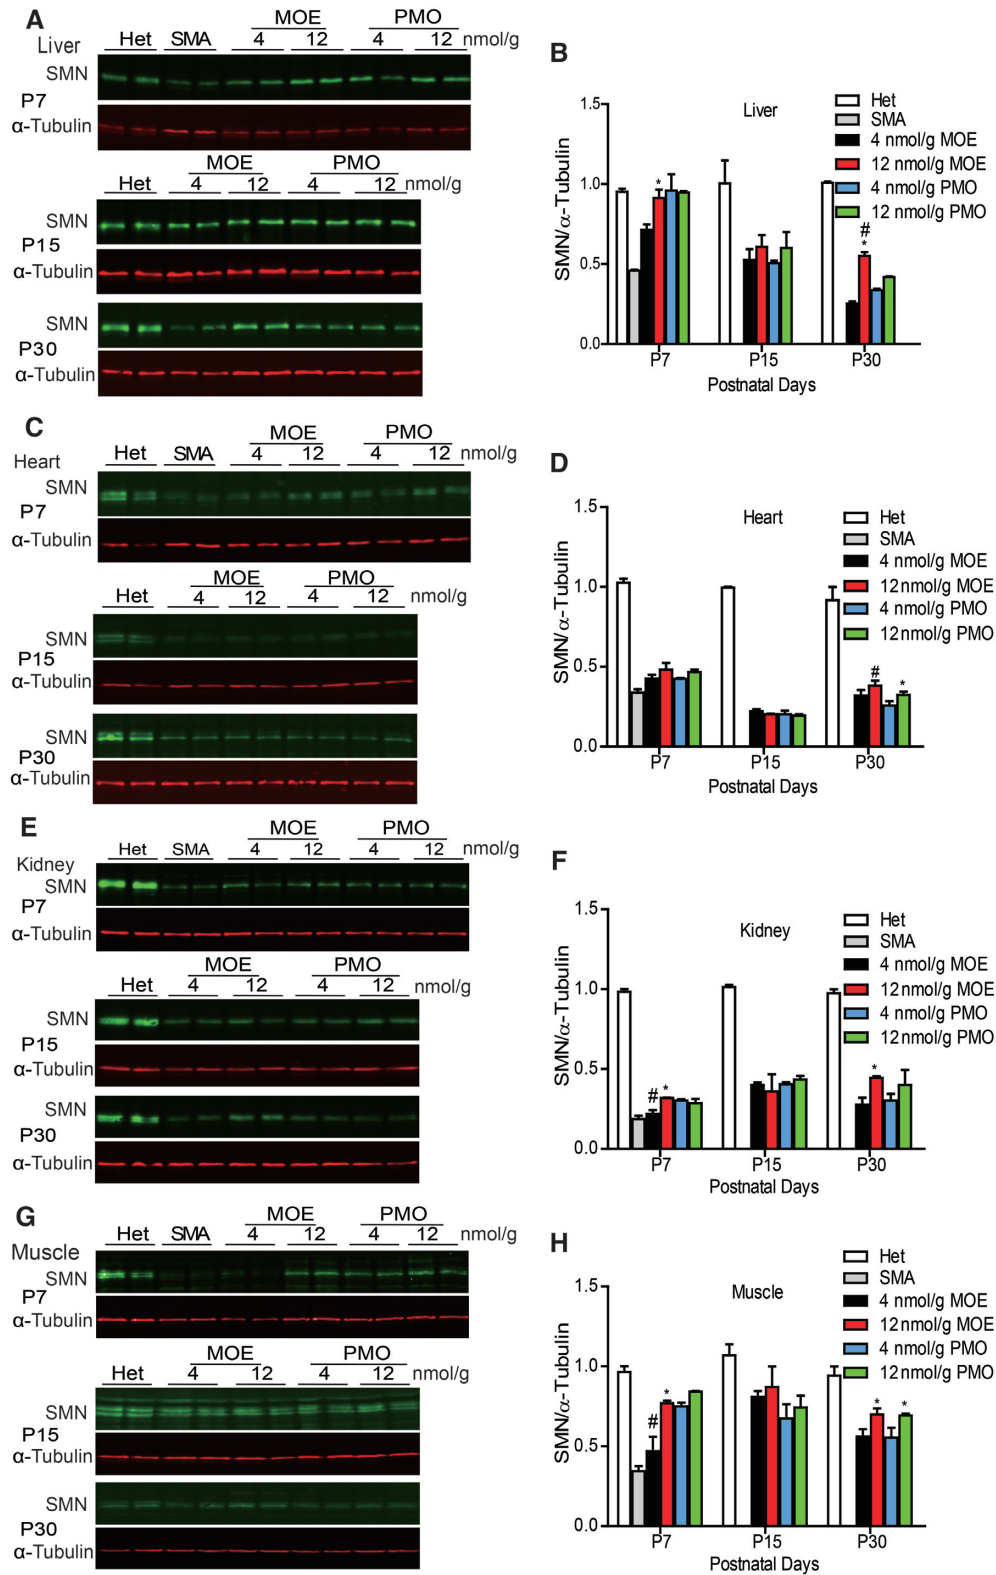 A
Liver
MOE PMO
Het SMA 4 12 4 12 nmol/g
SMN
P7
α-Tubulin
MOE PMO
Het 4 12 4 12 nmol/g
SMN
P15
α-Tubulin
SMN
P30
α-Tubulin
B
Liver
Het
SMA
4 nmol/g MOE
12 nmol/g MOE
4 nmol/g PMO
12 nmol/g PMO
SMN/α-Tubulin
1.5
1.0
0.5
0.0
*
#
*
P7 P15 P30
Postnatal Days
C
Heart
MOE PMO
Het SMA 4 12 4 12 nmol/g
SMN
P7
α-Tubulin
MOE PMO
Het 4 12 4 12 nmol/g
SMN
P15
α-Tubulin
SMN
P30
α-Tubulin
D
Heart
Het
SMA
4 nmol/g MOE
12nmol/g MOE
4 nmol/g PMO
12nmol/g PMO
SMN/α-Tubulin
1.5
1.0
0.5
0.0
# *
P7 P15 P30
Postnatal Days
E
Kidney
MOE PMO
Het SMA 4 12 4 12 nmol/g
SMN
P7
α-Tubulin
MOE PMO
Het 4 12 4 12 nmol/g
SMN
P15
α-Tubulin
SMN
P30
α-Tubulin
F
Kidney
Het
SMA
4 nmol/g MOE
12nmol/g MOE
4 nmol/g PMO
12nmol/g PMO
SMN/α-Tubulin
1.5
1.0
0.5
0.0
# * *
P7 P15 P30
Postnatal Days
G
Muscle
MOE PMO
Het SMA 4 12 4 12 nmol/g
SMN
P7
α-Tubulin
MOE PMO
Het 4 12 4 12 nmol/g
SMN
P15
α-Tubulin
SMN
P30
α-Tubulin
H
Muscle
Het
SMA
4 nmol/g MOE
12 nmol/g MOE
4 nmol/g PMO
12nmol/g PMO
SMN/α-Tubulin
1.5
1.0
0.5
0.0
# * * *
P7 P15 P30
Postnatal Days